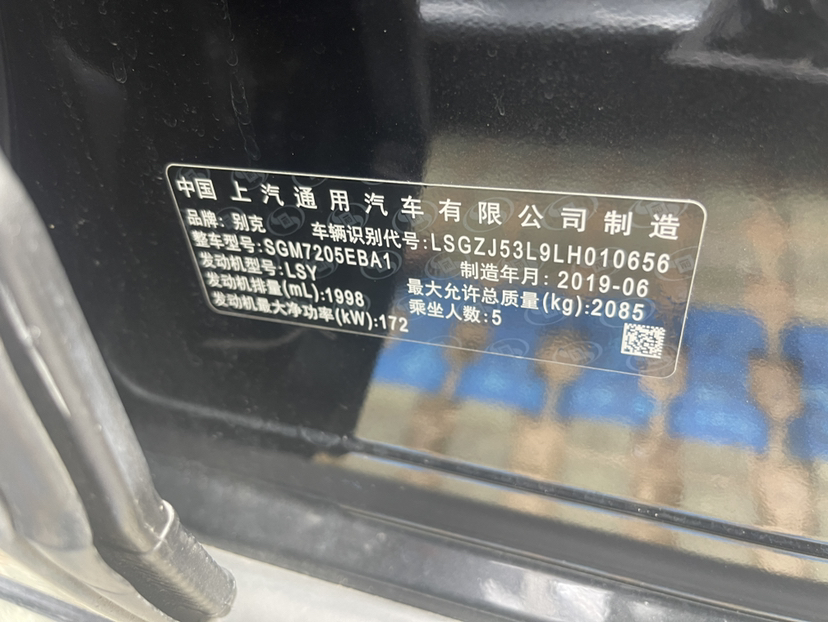 中国上汽通用汽车有限公司制造
品牌: 别克 车辆识别代号:LSGZJ53L9LH010656
整车型号:SGM7205EBA1 制造年月: 2019-06
发动机型号:LSY 最大允许总质量(kg):2085
发动机排量(mL):1998 乘坐人数:5
发动机最大净功率(kW):172